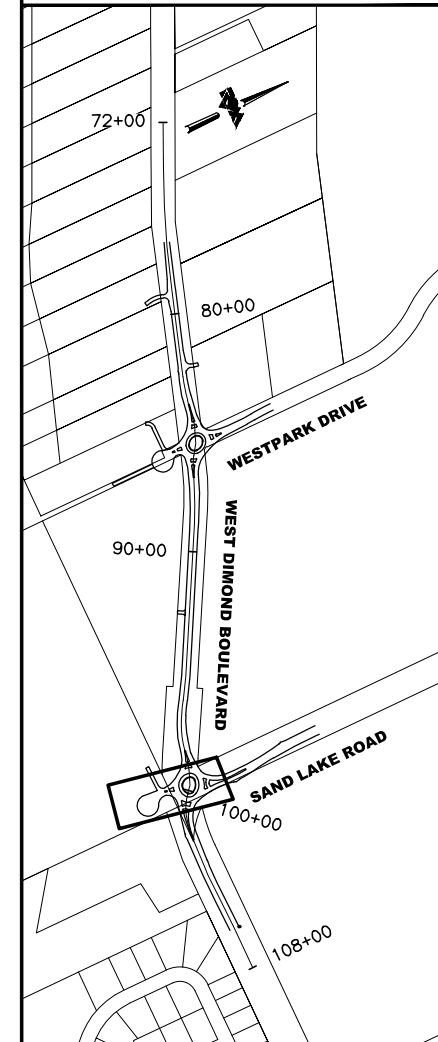 72+00
80+00
WESTPARK DRIVE
WEST DIMOND BOULEVARD
90+00
SAND LAKE ROAD
100+00
108+00